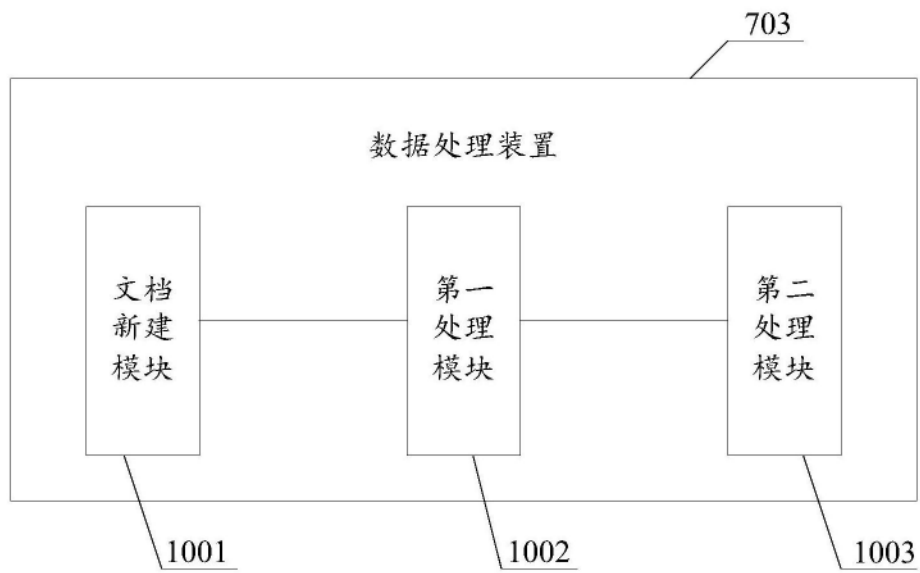 703
数据处理装置
文档
新建
模块
第一
处理
模块
第二
处理
模块
1001
1002
1003